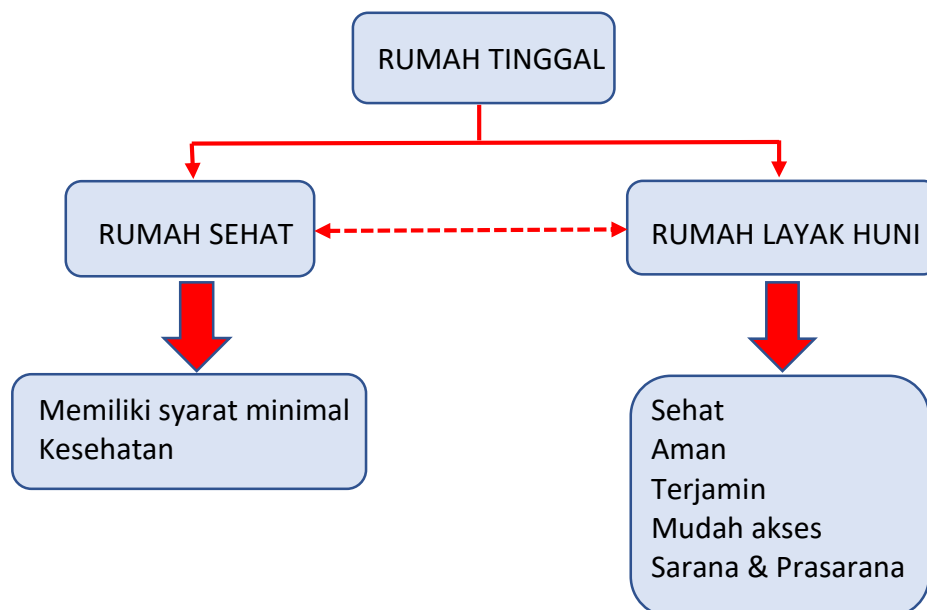 RUMAH TINGGAL
RUMAH SEHAT
RUMAH LAYAK HUNI
Memiliki syarat minimal
Kesehatan
Sehat
Aman
Terjamin
Mudah akses
Sarana & Prasarana